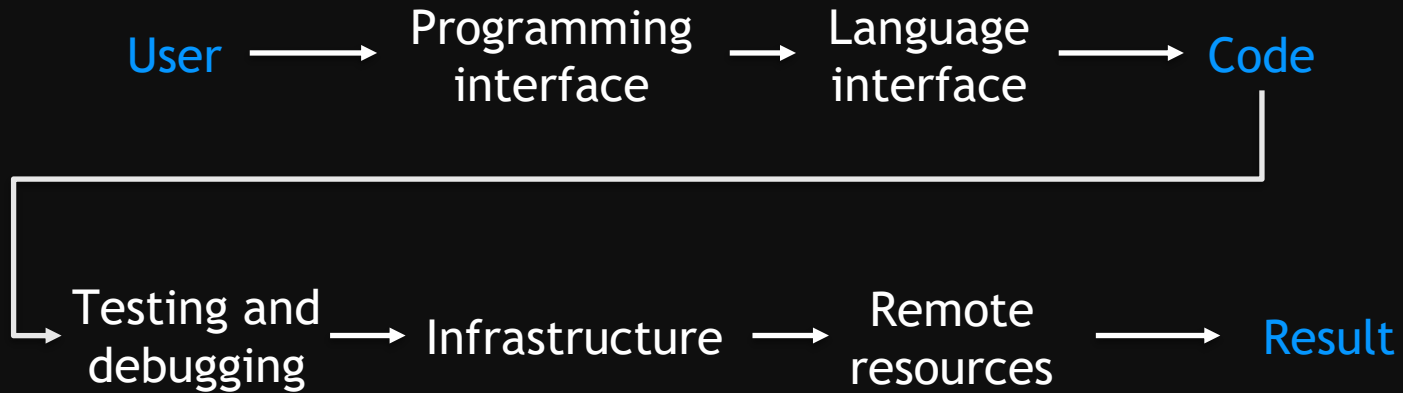 User
Programming
interface
Language
interface
Code
Testing and
debugging
Infrastructure
Remote
resources
Result